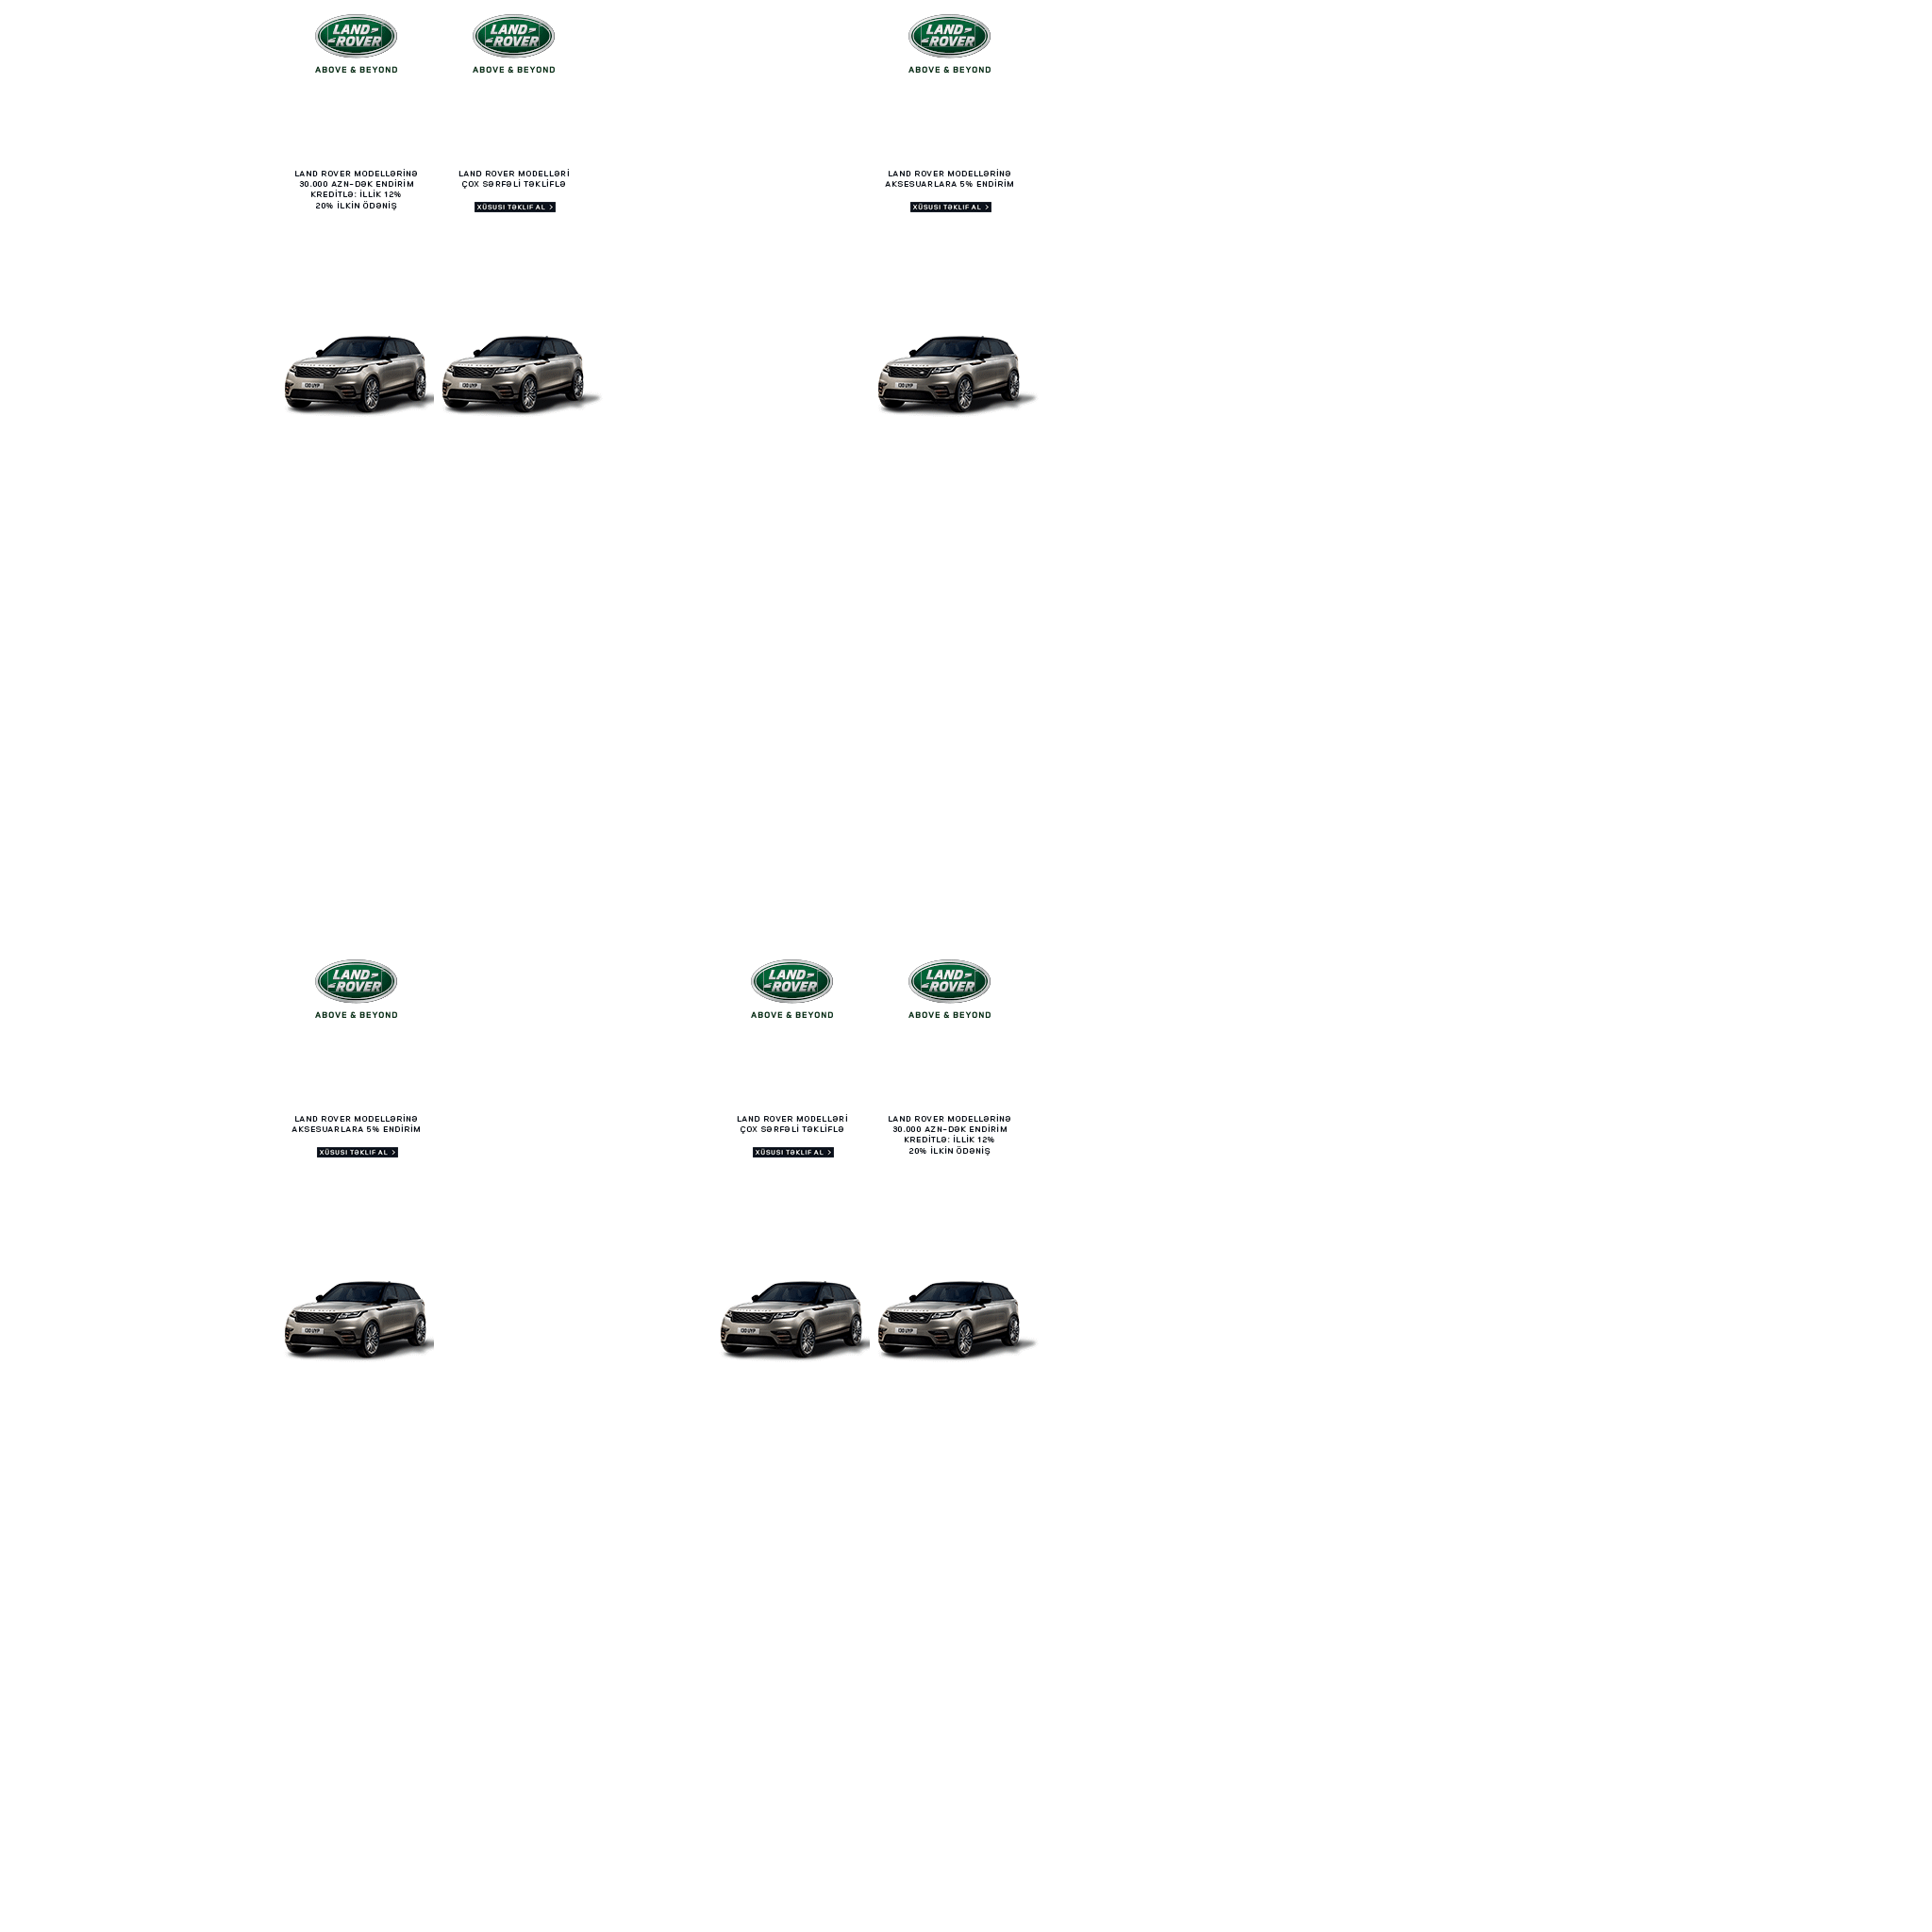 LAND
ROVER
ABOVE & BEYOND
LAND ROVER MODELLƏRİNƏ
30.000 AZN-DƏK ENDİRİM
KREDİTLƏ: İLLİK 12%
20% İLKİN ÖDƏNİŞ
LAND
ROVER
ABOVE & BEYOND
LAND ROVER MODELLƏRİ
ÇOX SƏRFƏLİ TƏKLİFLƏ
XÜSUSI TƏKLIF AL >
LAND
ROVER
ABOVE & BEYOND
LAND ROVER MODELLƏRİNƏ
AKSESUARLARA 5% ENDİRİM
XÜSUSI TƏKLIF AL >
LAND
ROVER
ABOVE & BEYOND
LAND ROVER MODELLƏRİNƏ
AKSESUARLARA 5% ENDİRİM
XÜSUSI TƏKLIF AL >
LAND
ROVER
ABOVE & BEYOND
LAND ROVER MODELLƏRİ
ÇOX SƏRFƏLİ TƏKLİFLƏ
XÜSUSI TƏKLIF AL >
LAND
ROVER
ABOVE & BEYOND
LAND ROVER MODELLƏRİNƏ
30.000 AZN-DƏK ENDİRİM
KREDİTLƏ: İLLİK 12%
20% İLKİN ÖDƏNİŞ